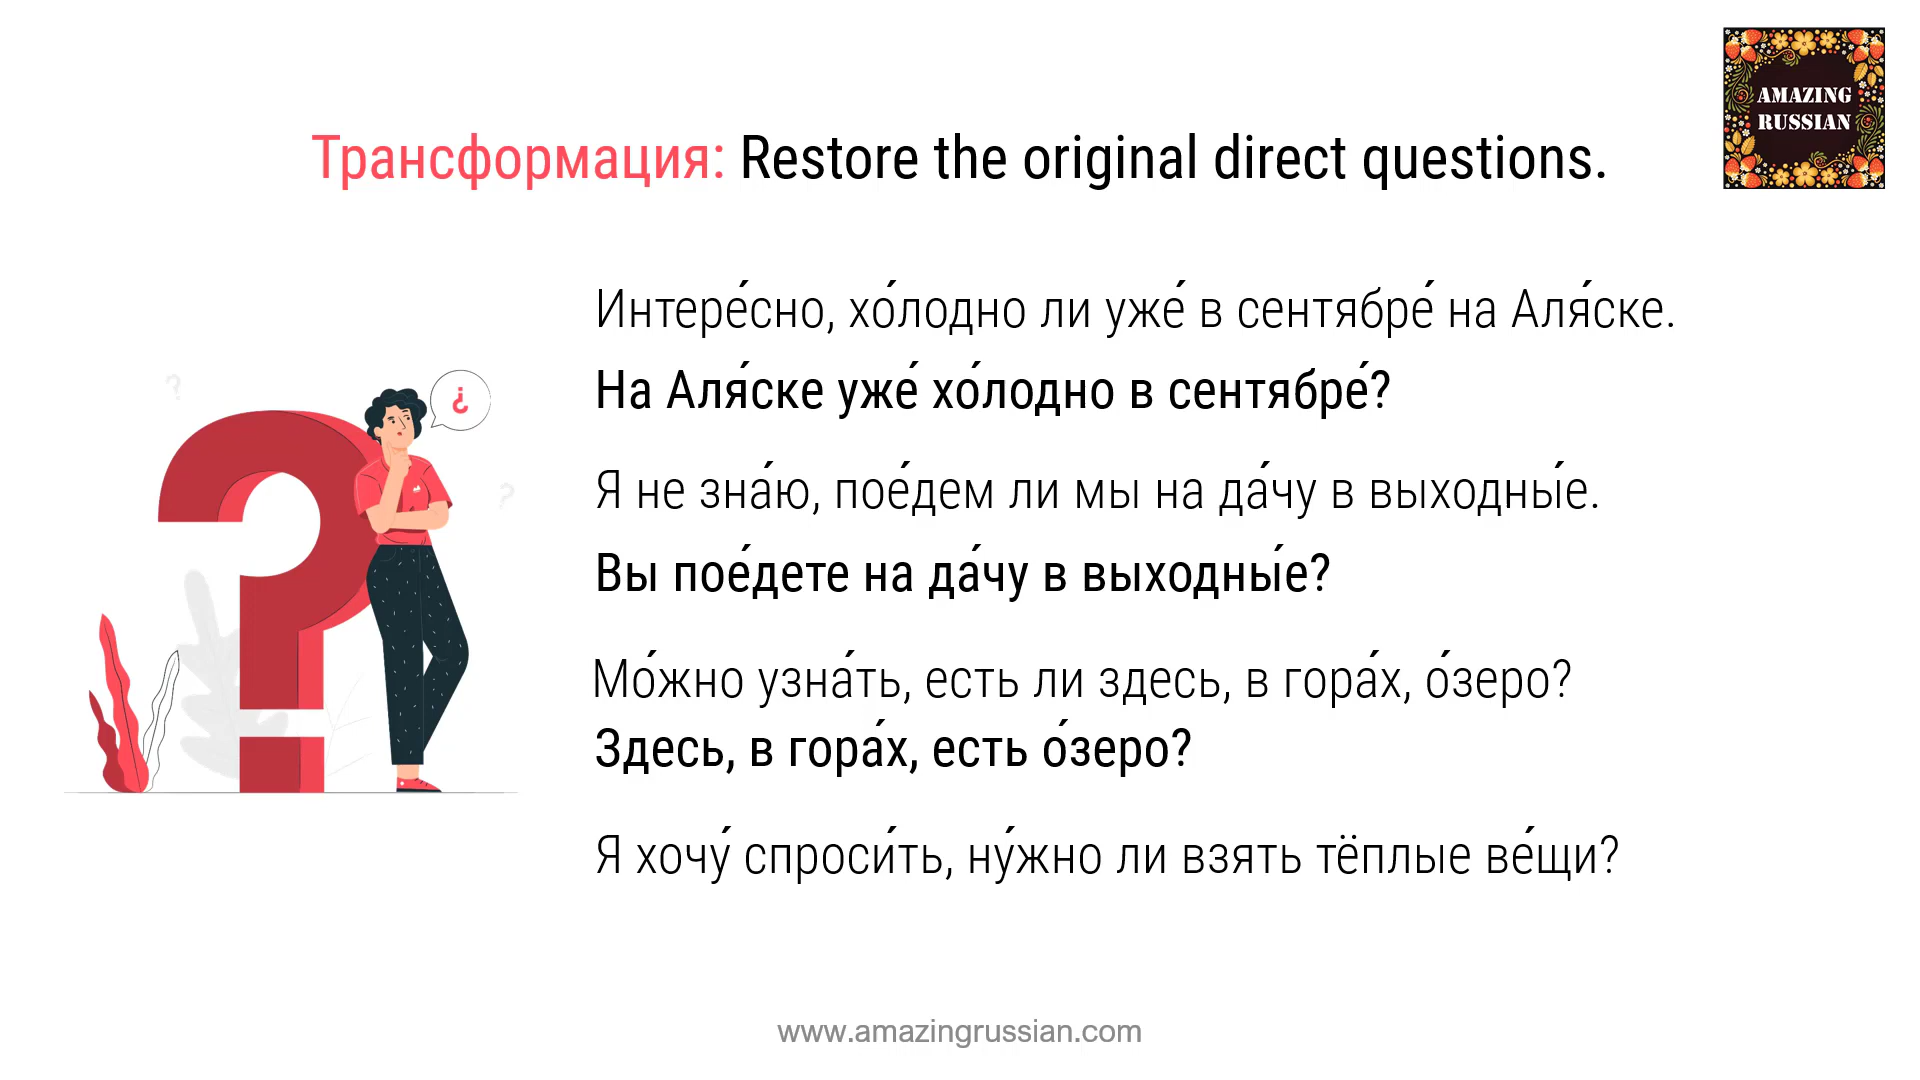 AMAZING
RUSSIAN
Трансформация: Restore the original direct questions.
Интере́сно, хо́лодно ли уже́ в сентябре́ на Аля́ске.
На Аля́ске уже́ хо́лодно в сентябре́?
Я не зна́ю, пое́дем ли мы на да́чу в выходны́е.
Вы пое́дете на да́чу в выходны́е?
Мо́жно узна́ть, есть ли здесь, в гора́х, о́зеро?
Здесь, в гора́х, есть о́зеро?
Я хочу́ спроси́ть, ну́жно ли взять тёплые ве́щи?
? ¿ ?
www.amazingrussian.com